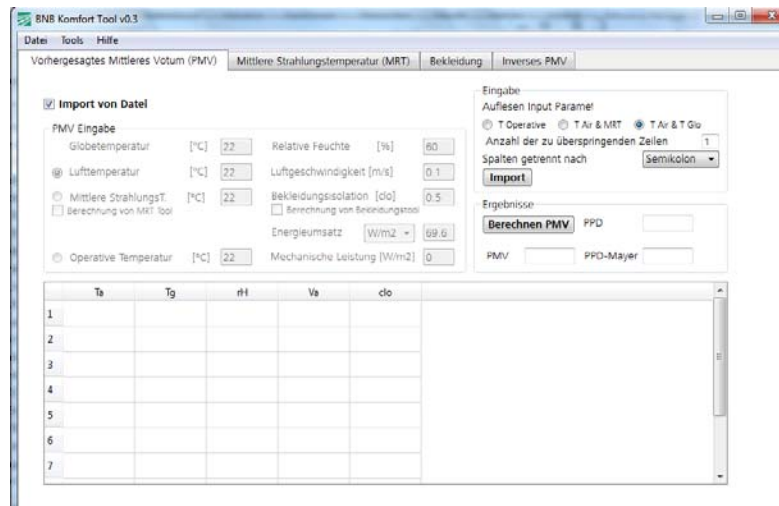 BNB Komfort Tool v0.3
Datei Tools Hilfe
Vorhergesagtes Mittleres Votum (PMV) Mittlere Strahlungstemperatur (MRT) Bekleidung Inverses PMV
Import von Datei
PMV Eingabe
Globetemperatur [°C] 22 Relative Feuchte [%] 60
Lufttemperatur [°C] 22 Luftgeschwindigkeit [m/s] 0.1
Mittlere StrahlungsT. [°C] 22 Bekleidungsisolation [clo] 0.5
Berechnung von MRT Tool Berechnung von Bekleidungstool
Energieumsatz W/m2 69.6
Operative Temperatur [°C] 22 Mechanische Leistung [W/m2] 0
Eingabe
Auflesen Input Paramet
T Operative T Air & MRT T Air & T Glo
Anzahl der zu überspringenden Zeilen 1
Spalten getrennt nach Semikolon
Import
Ergebnisse
Berechnen PMV PPD
PMV PPD-Mayer
Ta Tg rH Va clo
1
2
3
4
5
6
7